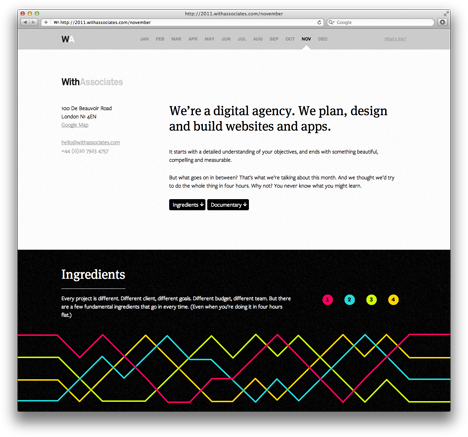 http://2011.withassociates.com/november
http://2011.withassociates.com/november
Google
WA
JAN FEB MAR APR MAY JUN JUL AUG SEP OCT NOV DEC
WithAssociates
100 De Beauvoir Road
London N1 4EN
Google Map
hello@withassociates.com
+44 (0)20 7923 4757
We’re a digital agency. We plan, design
and build websites and apps.
It starts with a detailed understanding of your objectives, and ends with something beautiful,
compelling and measurable.
But what goes on in between? That’s what we’re talking about this month. And we thought we’d try
to do the whole thing in four hours. Why not? You never know what you might learn.
Ingredients ↓ Documentary ↓
Ingredients
Every project is different. Different client, different goals. Different budget, different team. But there
are a few fundamental ingredients that go in every time. (Even when you’re doing it in four hours
flat.)
1 2 3 4